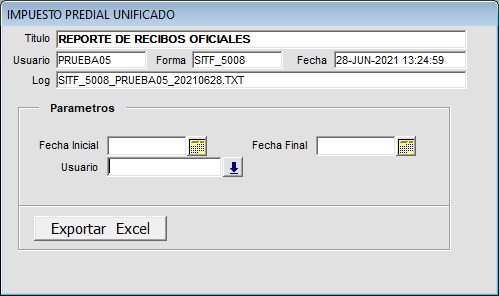 IMPUESTO PREDIAL UNIFICADO
Titulo REPORTE DE RECIBOS OFICIALES
Usuario PRUEBA05 Forma SITF_5008 Fecha 28-JUN-2021 13:24:59
Log SITF_5008_PRUEBA05_20210628.TXT
Parametros
Fecha Inicial Fecha Final
Usuario
Exportar Excel